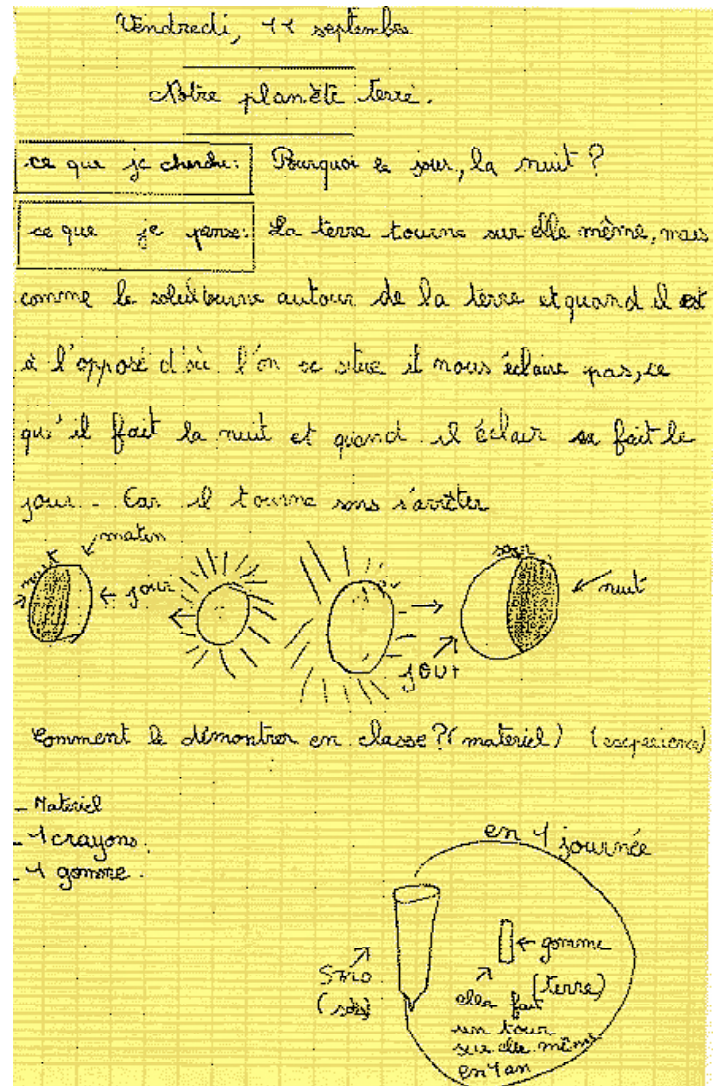 Vendredi, 11 septembre
Notre planète terre.
ce que je cherche: Pourquoi le jour, la nuit ?
ce que je pense: La terre tourne sur elle même, mais
comme le soleil tourne autour de la terre et quand il est
à l'opposé d'où l'on se situe il nous éclaire pas, ce
qu'il fait la nuit et quand il éclair sa fait le
jour - Car il tourne sans s'arrêter
matin
nuit
jour
soir
nuit
jour
Comment le démontrer en classe ? (materiel) (experience)
- Materiel
- 1 crayons.
- 1 gomme.
en 1 journée
gomme
(terre)
elle fait
un tour
sur elle même
en 1 an